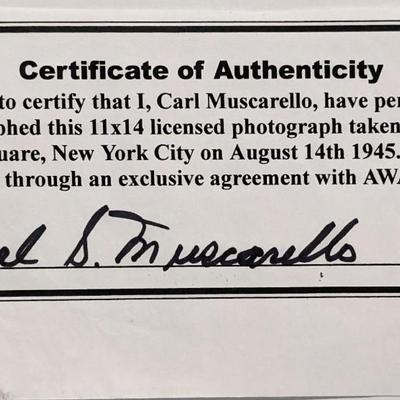 Certificate of Authenticity
to certify that I, Carl Muscarello, have per
phed this 11x14 licensed photograph taken
uare, New York City on August 14th 1945.
through an exclusive agreement with AWA
rl S. Muscarello